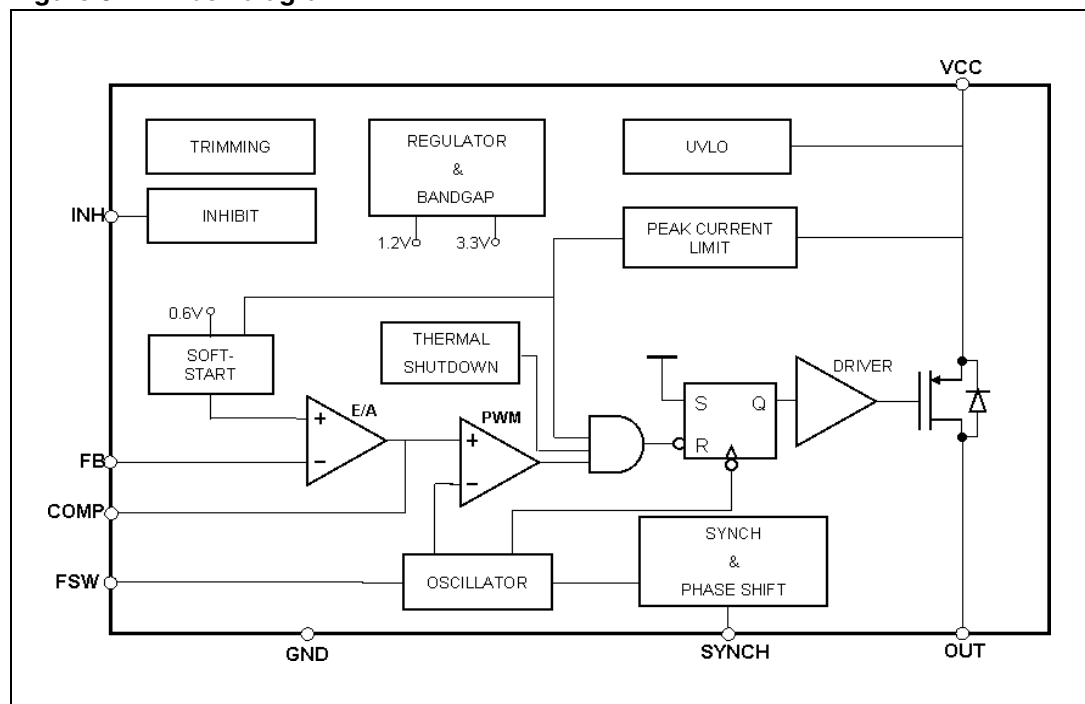 VCC
TRIMMING
REGULATOR
&
BANDGAP
UVLO
INH
INHIBIT
1.2V
3.3V
PEAK CURRENT
LIMIT
0.6V
SOFT-
START
THERMAL
SHUTDOWN
E/A
+
−
PWM
+
−
S
Q
R
DRIVER
FB
COMP
FSW
OSCILLATOR
SYNCH
&
PHASE SHIFT
GND
SYNCH
OUT